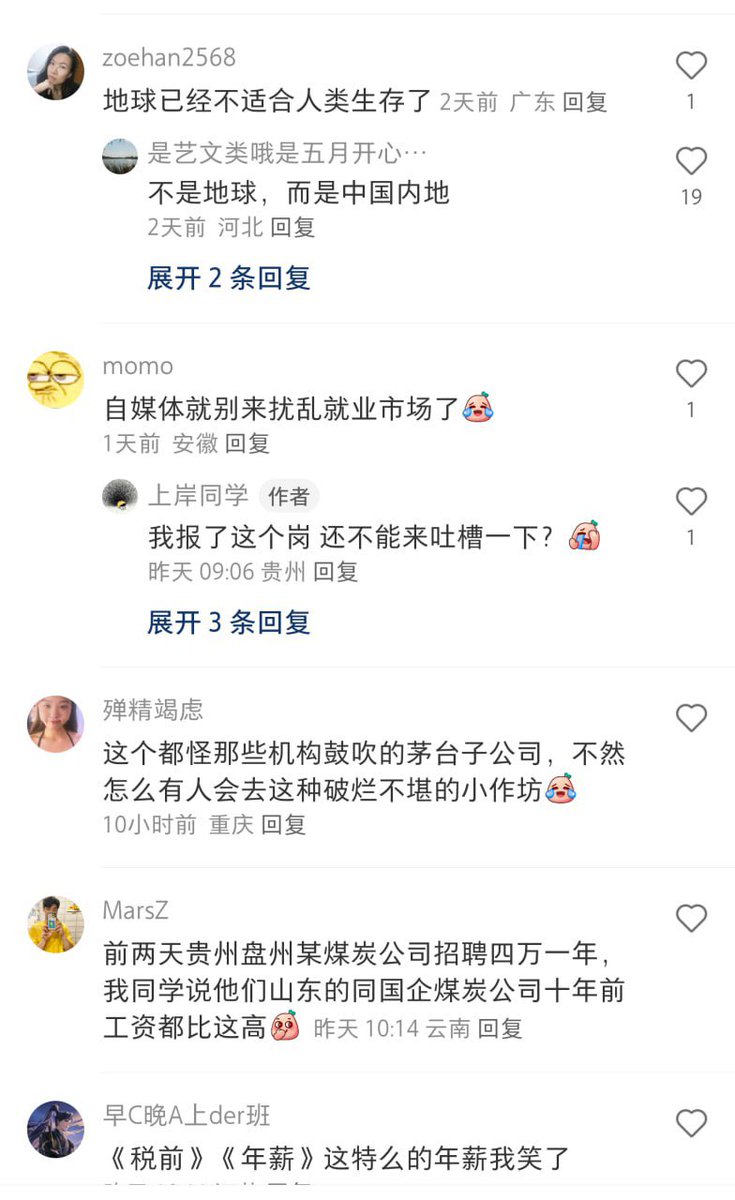 zoehan2568
地球已经不适合人类生存了 2天前 广东 回复
1
是艺文类哦是五月开心…
不是地球，而是中国内地
19
2天前 河北 回复
展开 2 条回复
momo
自媒体就别来扰乱就业市场了
1
1天前 安徽 回复
上岸同学 作者
我报了这个岗 还不能来吐槽一下？
1
昨天 09:06 贵州 回复
展开 3 条回复
殚精竭虑
这个都怪那些机构鼓吹的茅台子公司，不然
怎么有人会去这种破烂不堪的小作坊
10小时前 重庆 回复
MarsZ
前两天贵州盘州某煤炭公司招聘四万一年，
我同学说他们山东的同国企煤炭公司十年前
工资都比这高 昨天 10:14 云南 回复
早C晚A上der班
《税前》《年薪》这特么的年薪我笑了